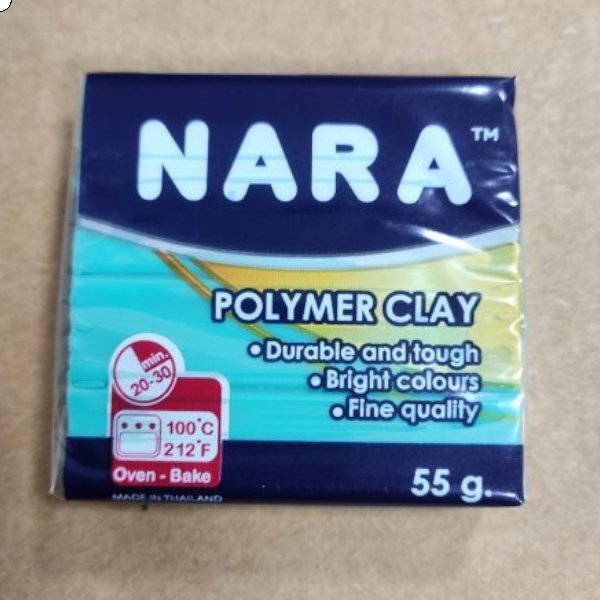 NARA™
POLYMER CLAY
• Durable and tough
• Bright colours
• Fine quality
min.
20-30
100°C
212°F
Oven - Bake
MADE IN THAILAND
55 g.